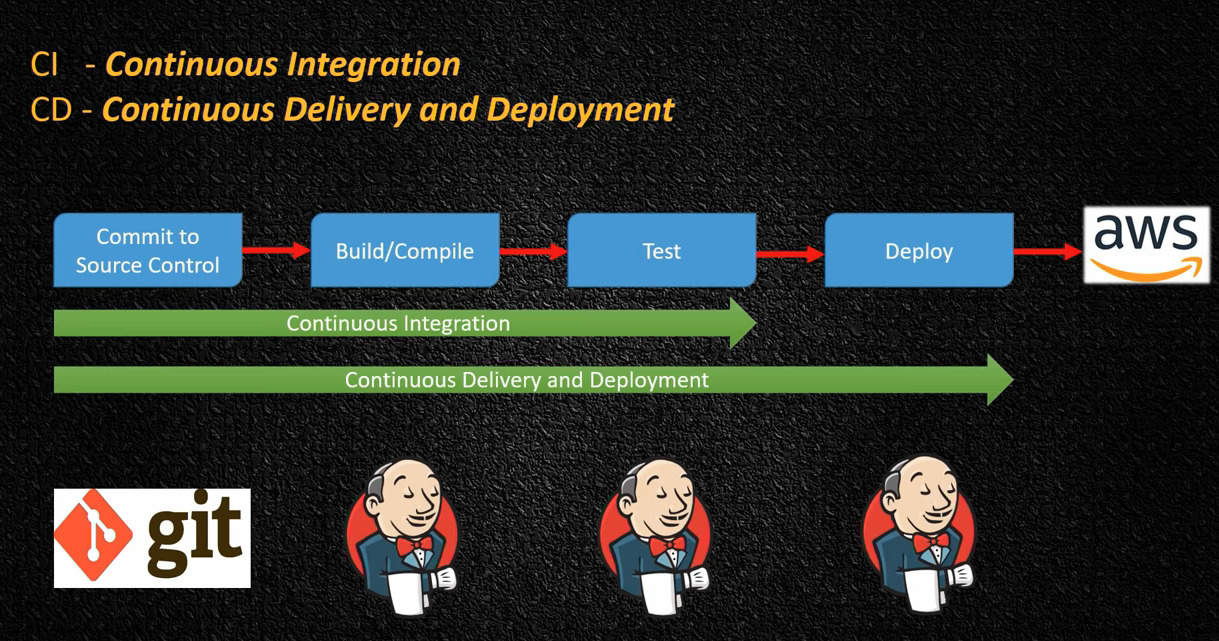 CI - Continuous Integration
CD - Continuous Delivery and Deployment
Commit to
Source Control
Build/Compile
Test
Deploy
aws
Continuous Integration
Continuous Delivery and Deployment
git